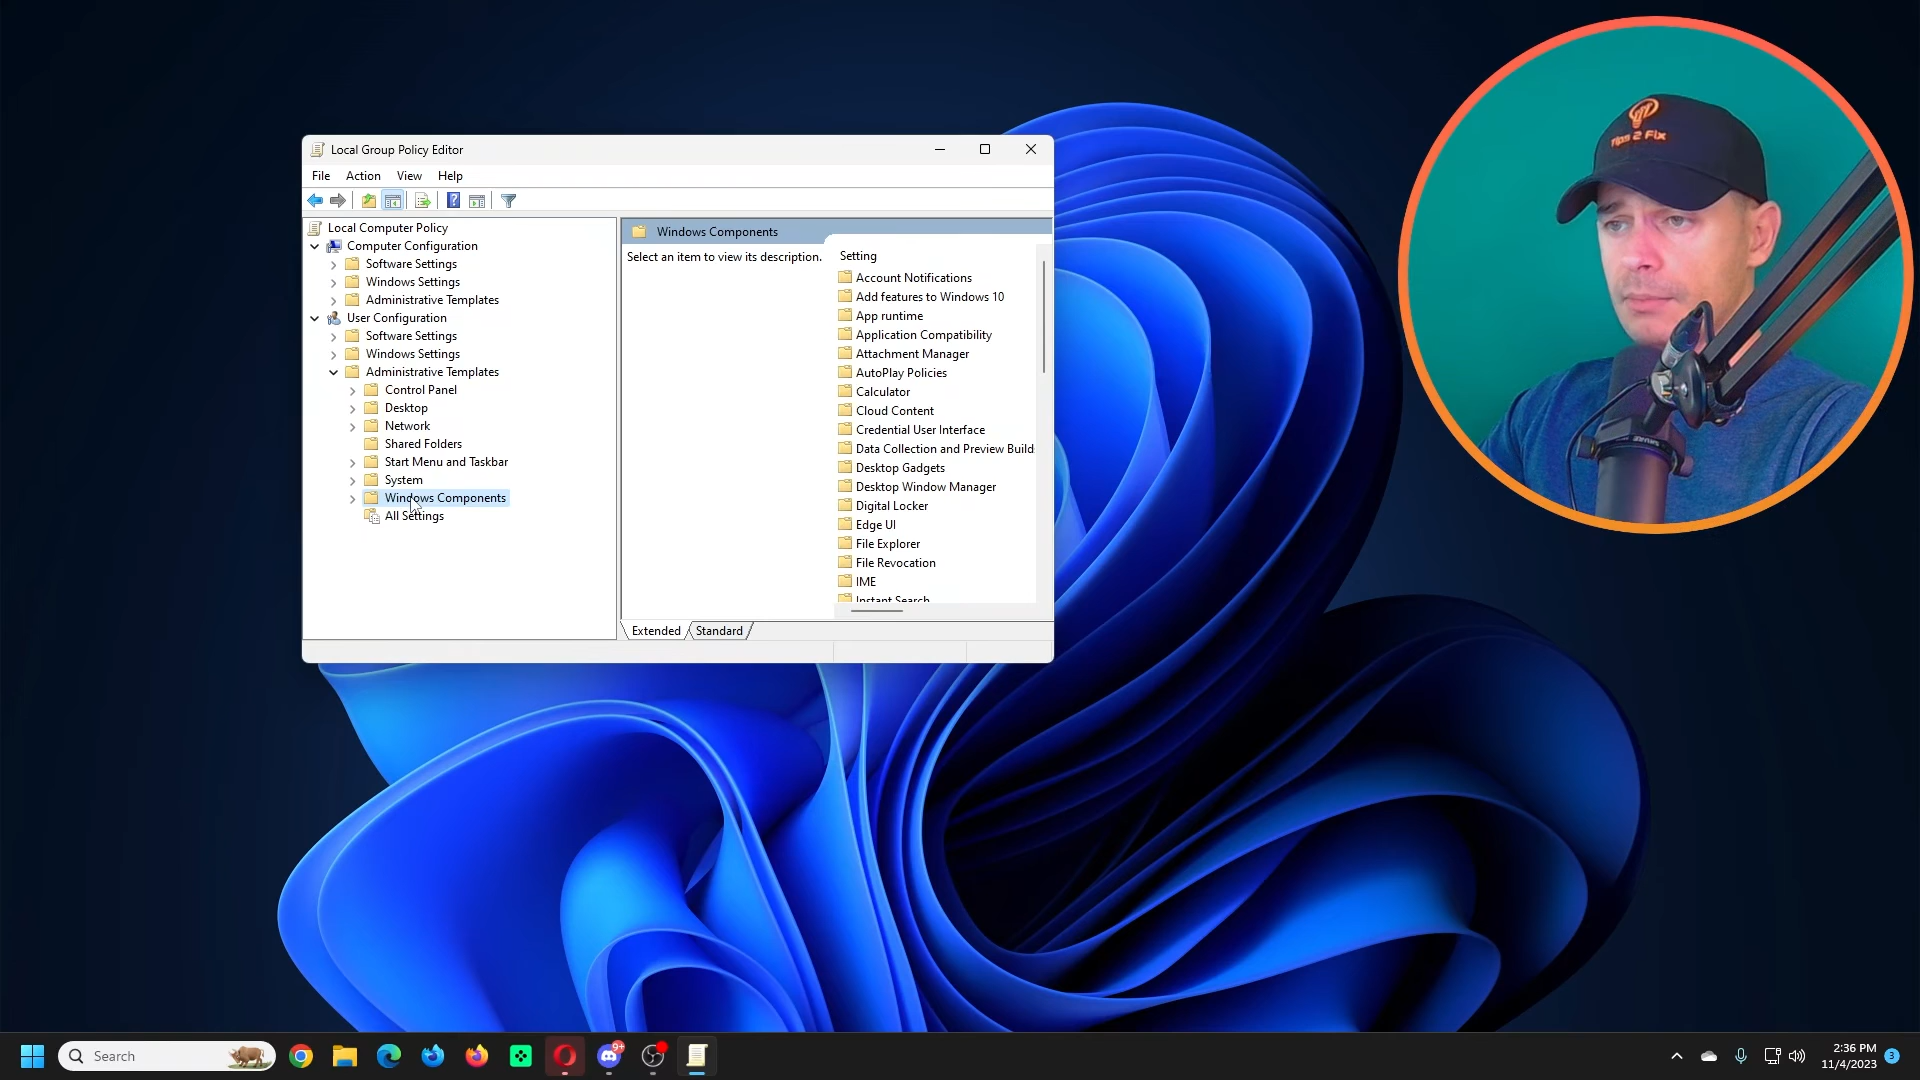 Tips 2 Fix
Local Group Policy Editor
File Action View Help
Local Computer Policy
Computer Configuration
Software Settings
Windows Settings
Administrative Templates
User Configuration
Software Settings
Windows Settings
Administrative Templates
Control Panel
Desktop
Network
Shared Folders
Start Menu and Taskbar
System
Windows Components
All Settings
Windows Components
Select an item to view its description.
Setting
Account Notifications
Add features to Windows 10
App runtime
Application Compatibility
Attachment Manager
AutoPlay Policies
Calculator
Cloud Content
Credential User Interface
Data Collection and Preview Build
Desktop Gadgets
Desktop Window Manager
Digital Locker
Edge UI
File Explorer
File Revocation
IME
Instant Search
Extended Standard
Search
9+
2:36 PM
11/4/2023
3